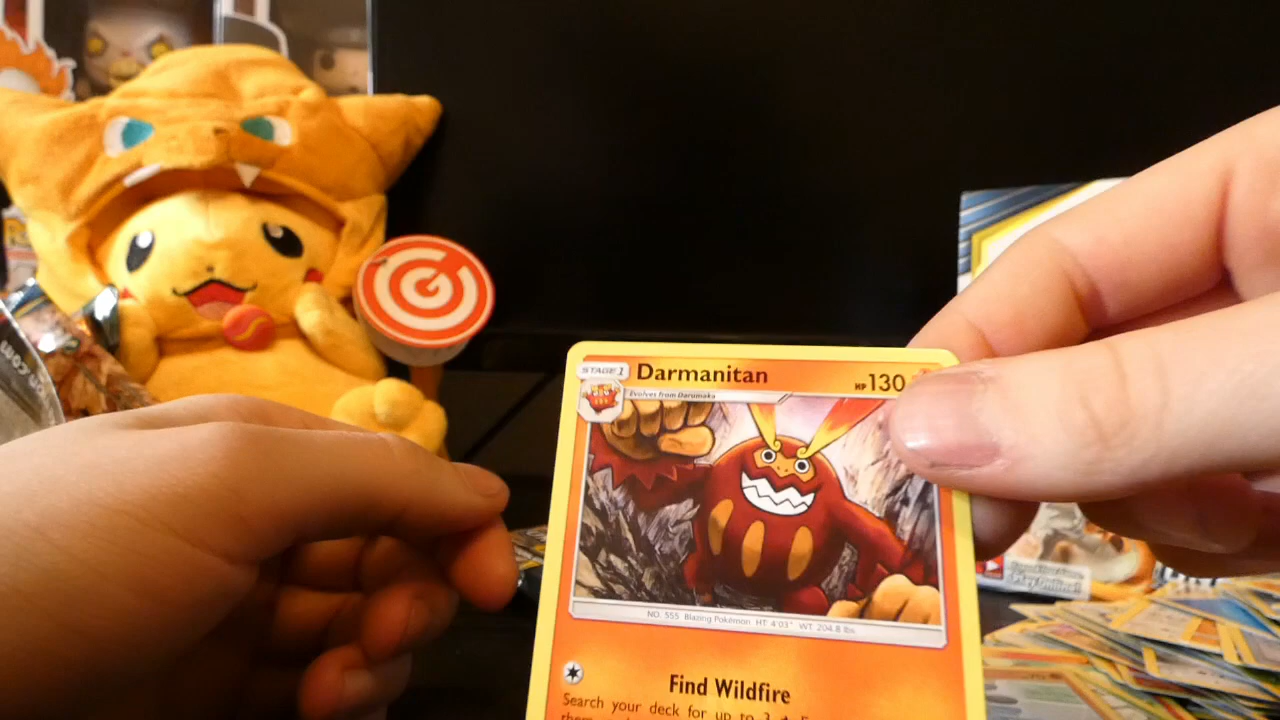 STAGE 1 Darmanitan HP 130
Evolves from Darumaka
NO. 555 Blazing Pokémon HT 4'03" WT 204.8 lbs.
Find Wildfire
Search your deck for up to 3